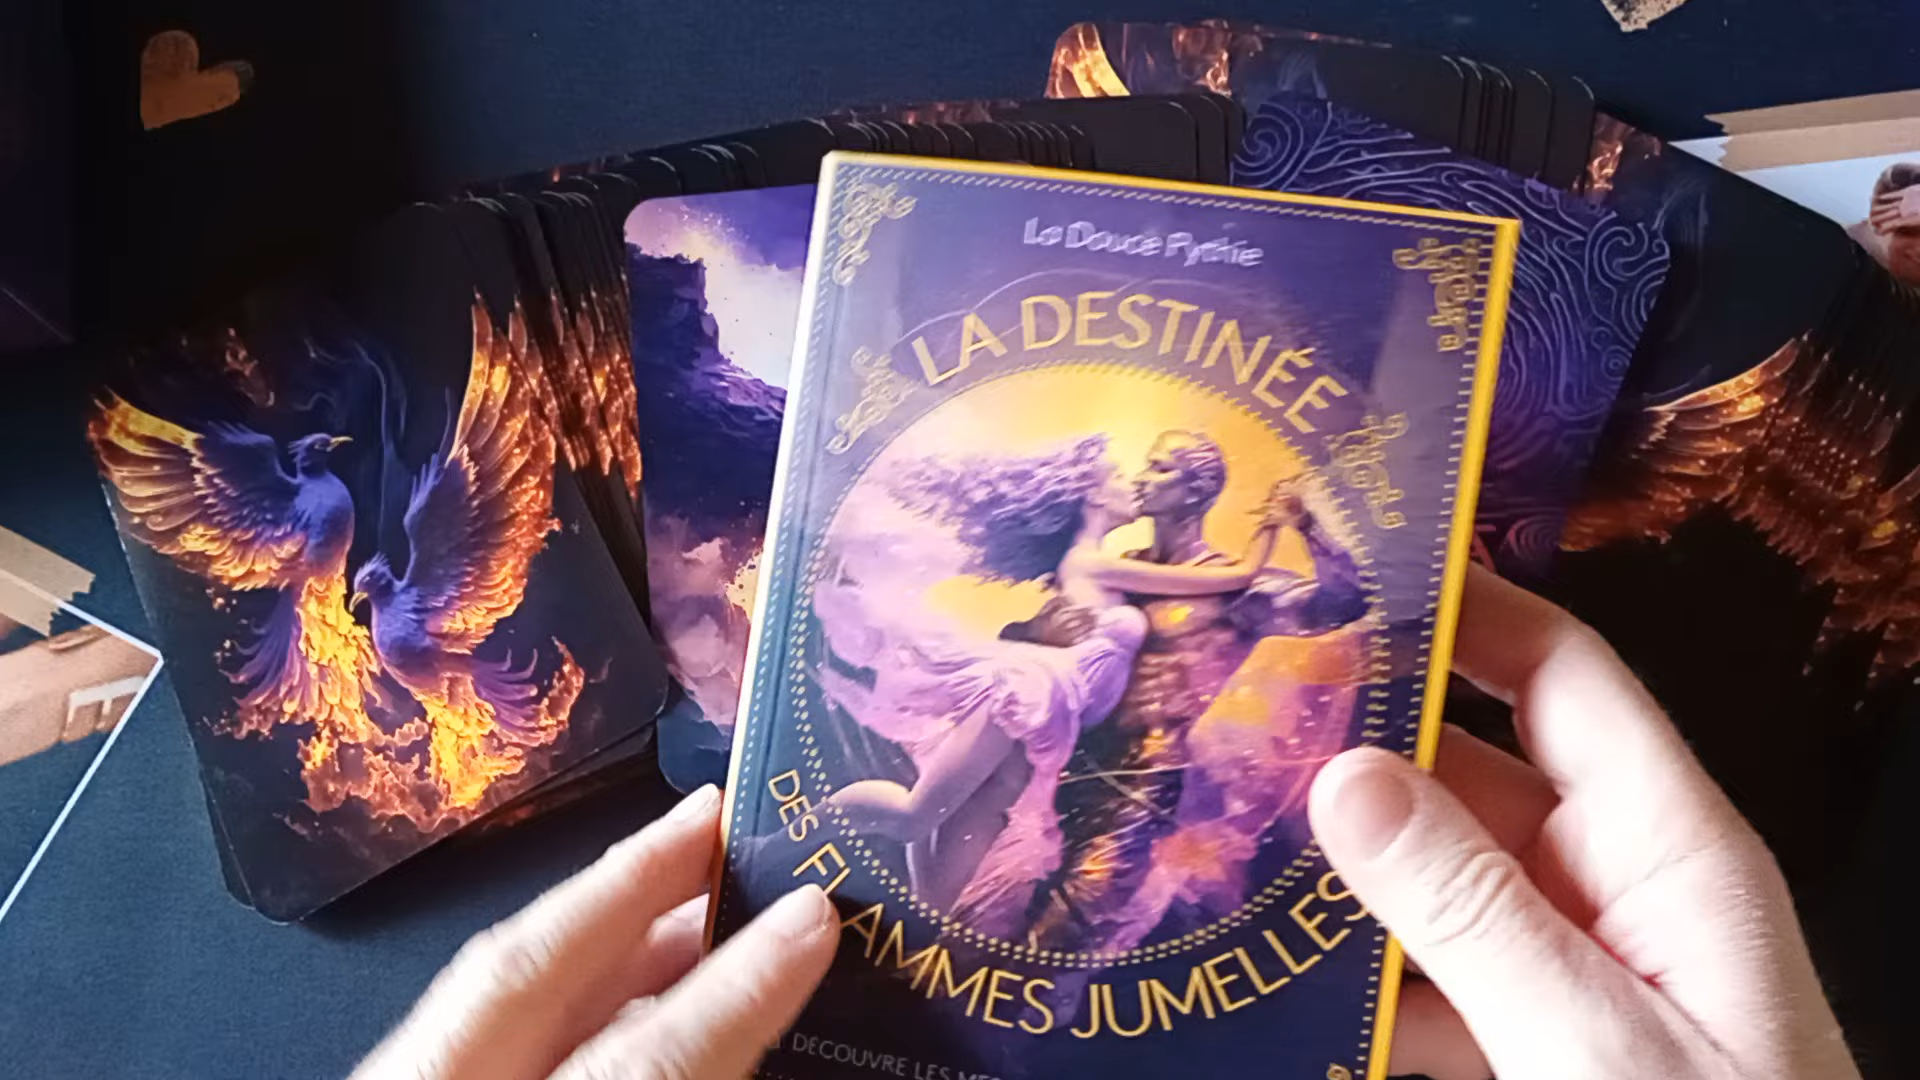 La Douce Pythie
LA DESTINÉE
DES FLAMMES JUMELLES
DÉCOUVRE LES